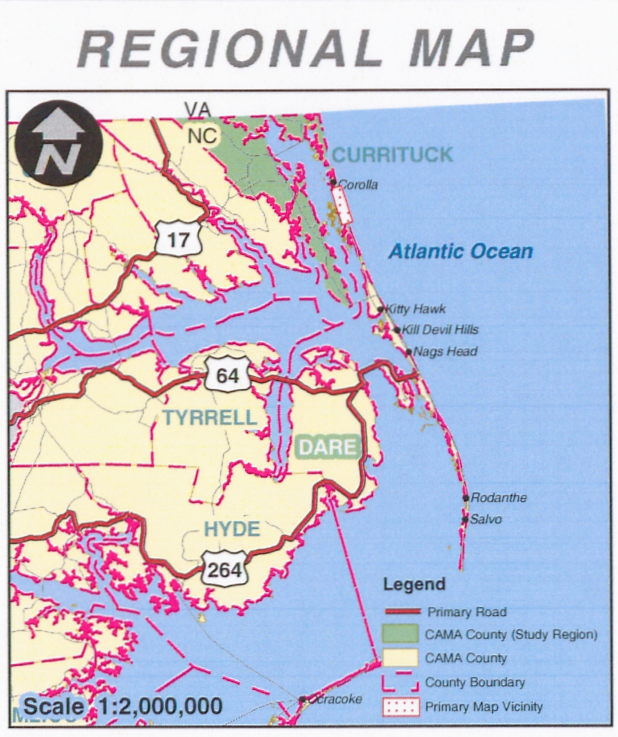 REGIONAL MAP
N
VA
NC
CURRITUCK
Corolla
17
Atlantic Ocean
Kitty Hawk
Kill Devil Hills
Nags Head
64
TYRRELL
DARE
Rodanthe
Salvo
HYDE
264
Ocracoke
Legend
Primary Road
CAMA County (Study Region)
CAMA County
County Boundary
Primary Map Vicinity
Scale 1:2,000,000